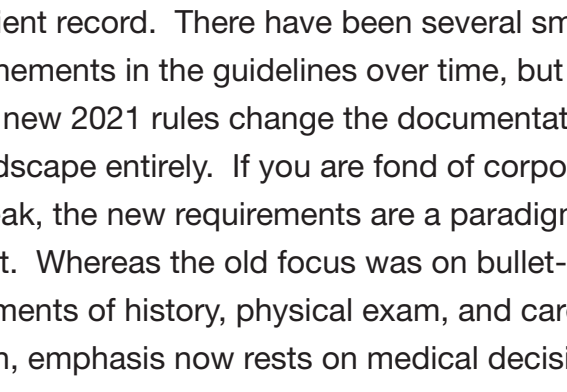 ient record.  There have been several sm
nements in the guidelines over time, but
new 2021 rules change the documentat
dscape entirely.  If you are fond of corpo
ak, the new requirements are a paradigm
t.  Whereas the old focus was on bullet-
ments of history, physical exam, and car
n, emphasis now rests on medical decisi